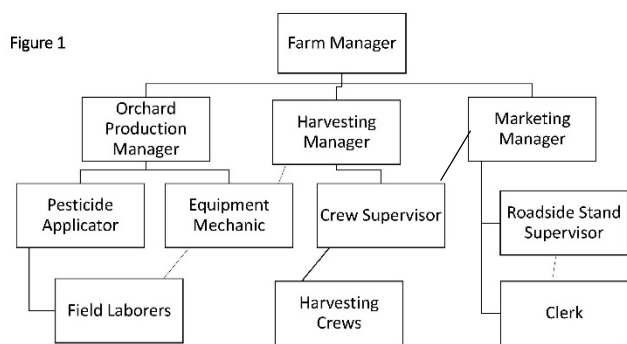 Figure 1
Farm Manager
Orchard
Production
Manager
Harvesting
Manager
Marketing
Manager
Pesticide
Applicator
Equipment
Mechanic
Crew Supervisor
Roadside Stand
Supervisor
Field Laborers
Harvesting
Crews
Clerk